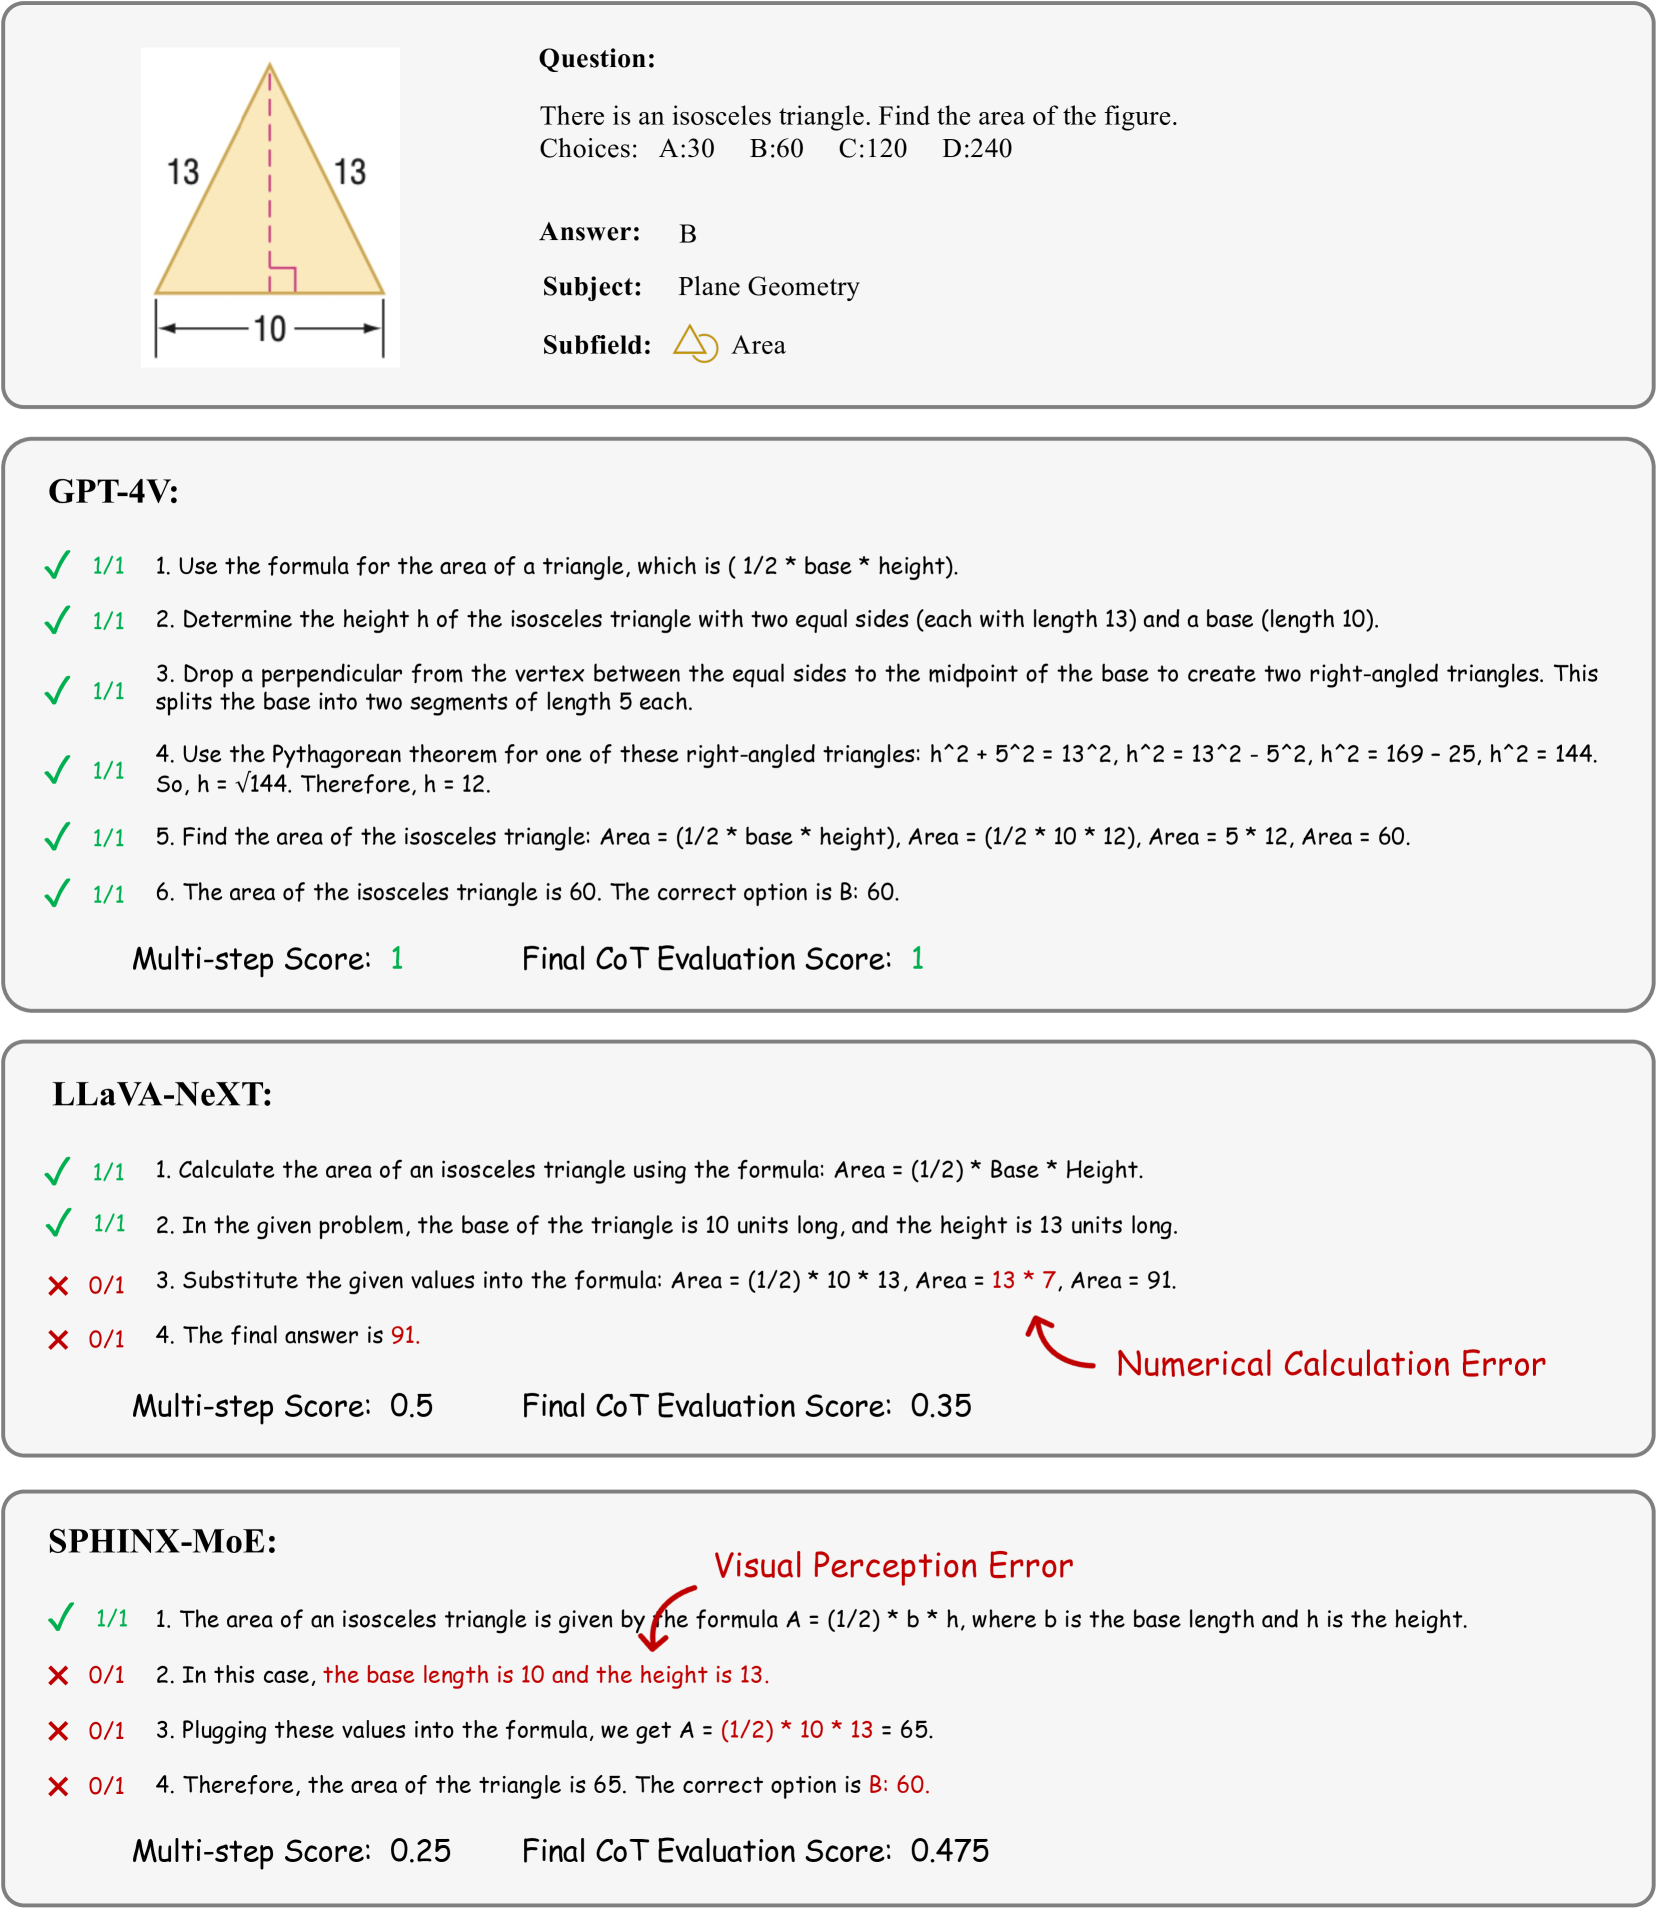 13
13
10
Question:
There is an isosceles triangle. Find the area of the figure.
Choices: A:30 B:60 C:120 D:240
Answer: B
Subject: Plane Geometry
Subfield: Area
GPT-4V:
1/1 1. Use the formula for the area of a triangle, which is ( 1/2 * base * height).
1/1 2. Determine the height h of the isosceles triangle with two equal sides (each with length 13) and a base (length 10).
1/1 3. Drop a perpendicular from the vertex between the equal sides to the midpoint of the base to create two right-angled triangles. This
splits the base into two segments of length 5 each.
1/1 4. Use the Pythagorean theorem for one of these right-angled triangles: h^2 + 5^2 = 13^2, h^2 = 13^2 - 5^2, h^2 = 169 – 25, h^2 = 144.
So, h = √144. Therefore, h = 12.
1/1 5. Find the area of the isosceles triangle: Area = (1/2 * base * height), Area = (1/2 * 10 * 12), Area = 5 * 12, Area = 60.
1/1 6. The area of the isosceles triangle is 60. The correct option is B: 60.
Multi-step Score: 1 Final CoT Evaluation Score: 1
LLaVA-NeXT:
1/1 1. Calculate the area of an isosceles triangle using the formula: Area = (1/2) * Base * Height.
1/1 2. In the given problem, the base of the triangle is 10 units long, and the height is 13 units long.
0/1 3. Substitute the given values into the formula: Area = (1/2) * 10 * 13, Area = 13 * 7, Area = 91.
0/1 4. The final answer is 91.
Numerical Calculation Error
Multi-step Score: 0.5 Final CoT Evaluation Score: 0.35
SPHINX-MoE:
Visual Perception Error
1/1 1. The area of an isosceles triangle is given by the formula A = (1/2) * b * h, where b is the base length and h is the height.
0/1 2. In this case, the base length is 10 and the height is 13.
0/1 3. Plugging these values into the formula, we get A = (1/2) * 10 * 13 = 65.
0/1 4. Therefore, the area of the triangle is 65. The correct option is B: 60.
Multi-step Score: 0.25 Final CoT Evaluation Score: 0.475